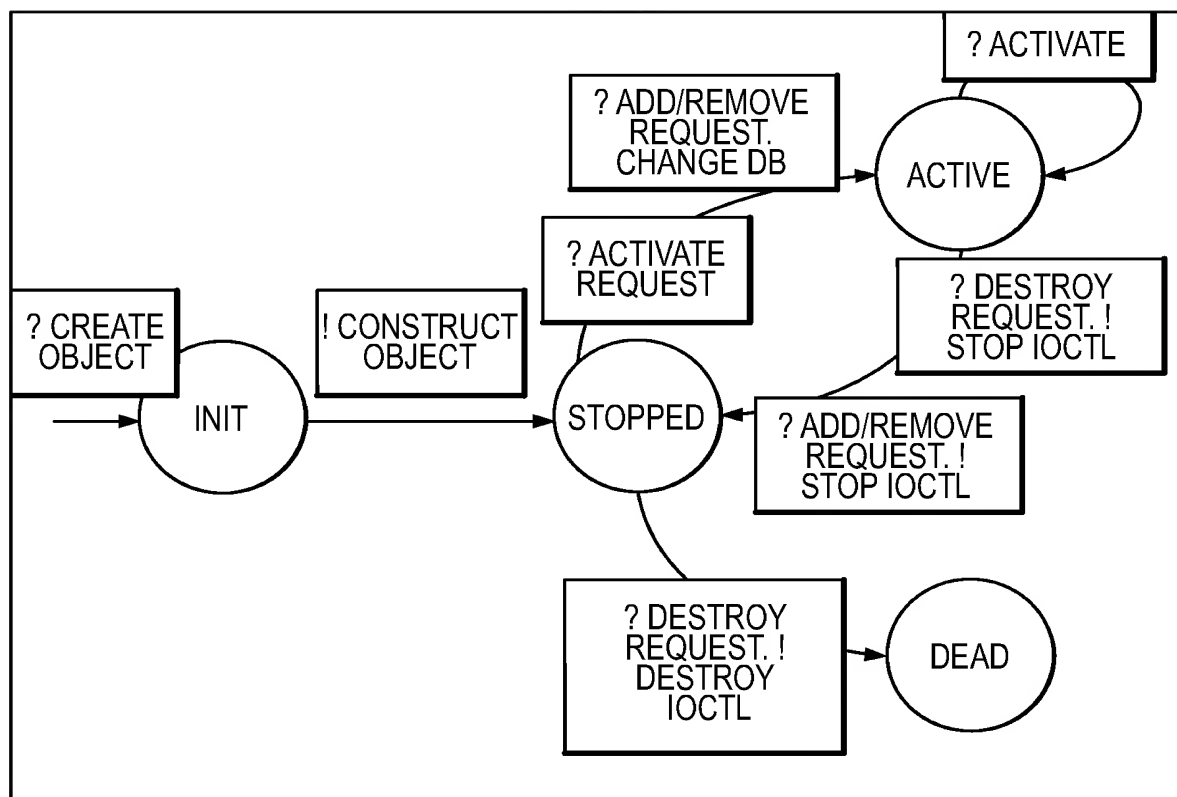 ? ACTIVATE
? ADD/REMOVE
REQUEST.
CHANGE DB
ACTIVE
? ACTIVATE
REQUEST
? DESTROY
REQUEST. !
STOP IOCTL
? CREATE
OBJECT
! CONSTRUCT
OBJECT
INIT
STOPPED
? ADD/REMOVE
REQUEST. !
STOP IOCTL
? DESTROY
REQUEST. !
DESTROY
IOCTL
DEAD